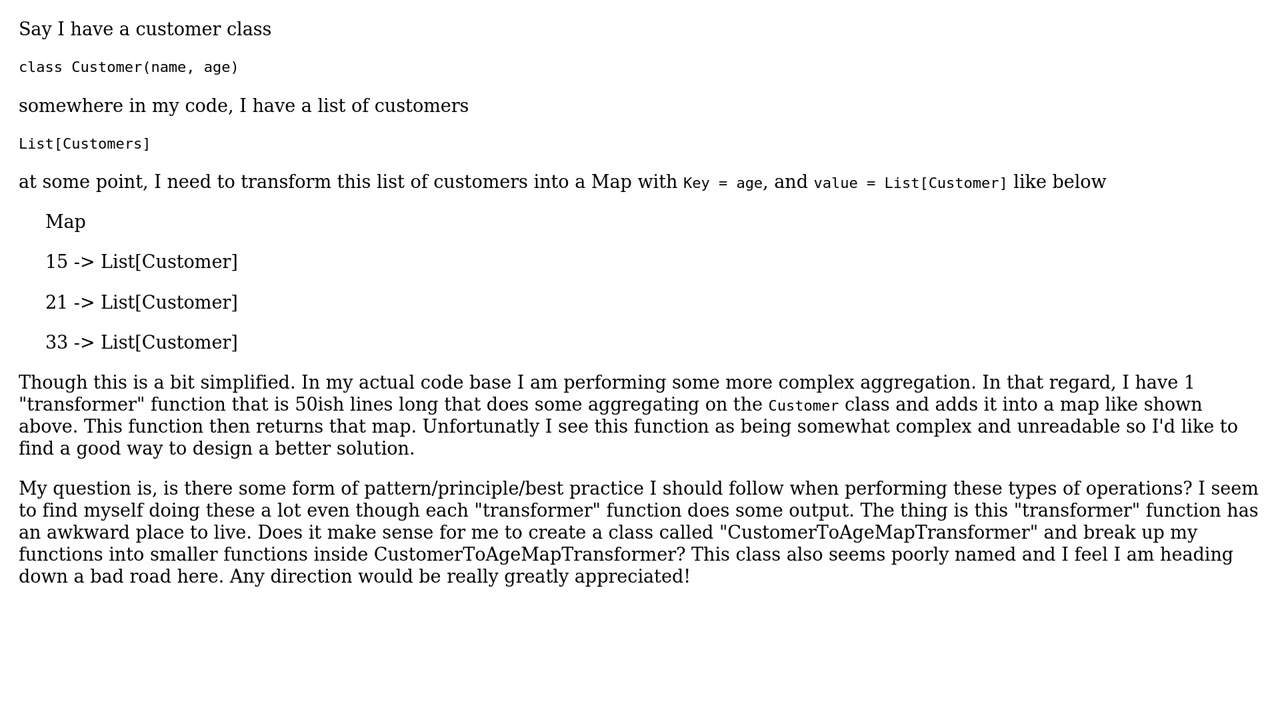 Say I have a customer class
class Customer(name, age)
somewhere in my code, I have a list of customers
List[Customers]
at some point, I need to transform this list of customers into a Map with Key = age, and value = List[Customer] like below
Map
15 -> List[Customer]
21 -> List[Customer]
33 -> List[Customer]
Though this is a bit simplified. In my actual code base I am performing some more complex aggregation. In that regard, I have 1
"transformer" function that is 50ish lines long that does some aggregating on the Customer class and adds it into a map like shown
above. This function then returns that map. Unfortunatly I see this function as being somewhat complex and unreadable so I'd like to
find a good way to design a better solution.
My question is, is there some form of pattern/principle/best practice I should follow when performing these types of operations? I seem
to find myself doing these a lot even though each "transformer" function does some output. The thing is this "transformer" function has
an awkward place to live. Does it make sense for me to create a class called "CustomerToAgeMapTransformer" and break up my
functions into smaller functions inside CustomerToAgeMapTransformer? This class also seems poorly named and I feel I am heading
down a bad road here. Any direction would be really greatly appreciated!